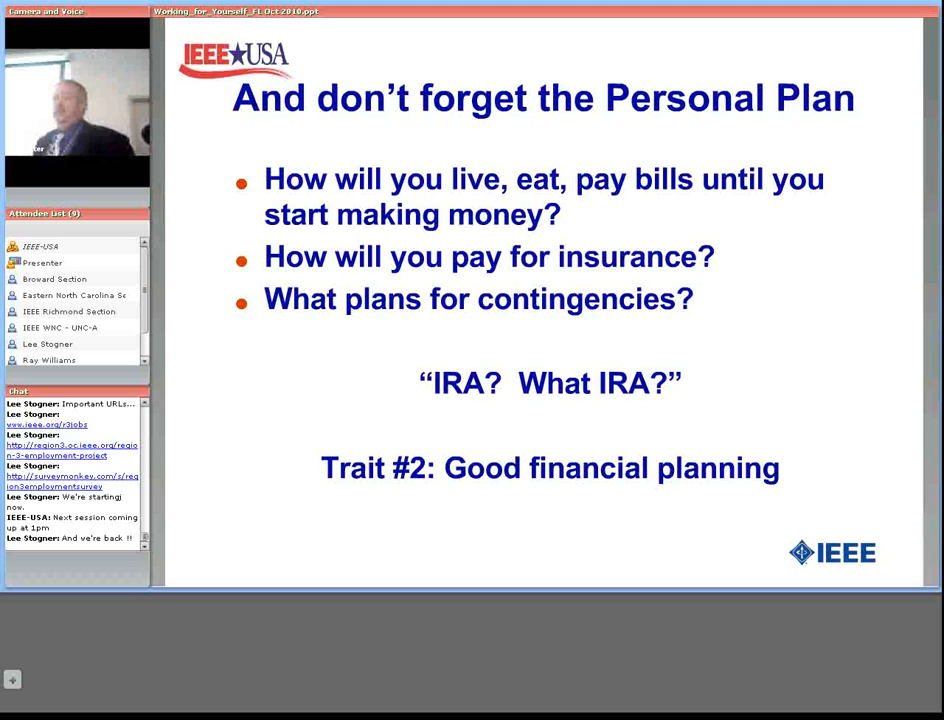 Camera and Voice
Working_for_Yourself_FL Oct 2010.ppt
IEEE USA
And don't forget the Personal Plan
• How will you live, eat, pay bills until you
start making money?
• How will you pay for insurance?
• What plans for contingencies?
“IRA?  What IRA?”
Trait #2: Good financial planning
IEEE
Attendee List (9)
IEEE-USA
Presenter
Broward Section
Eastern North Carolina Se
IEEE Richmond Section
IEEE WNC - UNC-A
Lee Stogner
Ray Williams
Chat
Lee Stogner: Important URLs...
Lee Stogner:
www.ieee.org/r3jobs
Lee Stogner:
http://region3.oc.ieee.org/regio
n-3-employment-project
Lee Stogner:
http://surveymonkey.com/s/reg
ion3employmentsurvey
Lee Stogner: We're startingj
now.
IEEE-USA: Next session coming
up at 1pm
Lee Stogner: And we're back !!